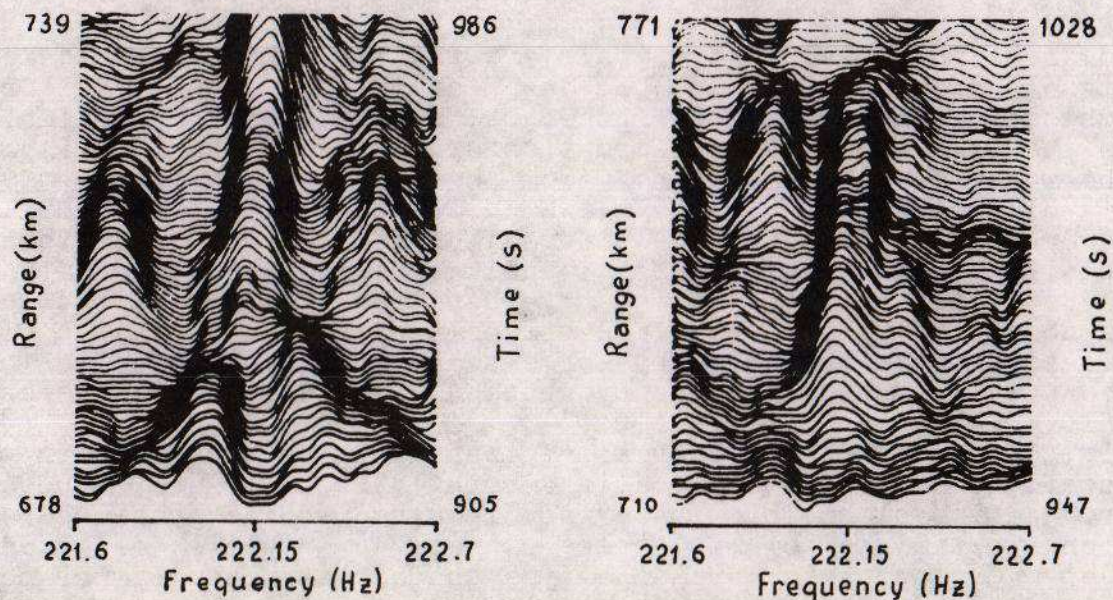 739
986
Range (km)
Time (s)
678
905
221.6 222.15 222.7
Frequency (Hz)
771
1028
Range (km)
Time (s)
710
947
221.6 222.15 222.7
Frequency (Hz)